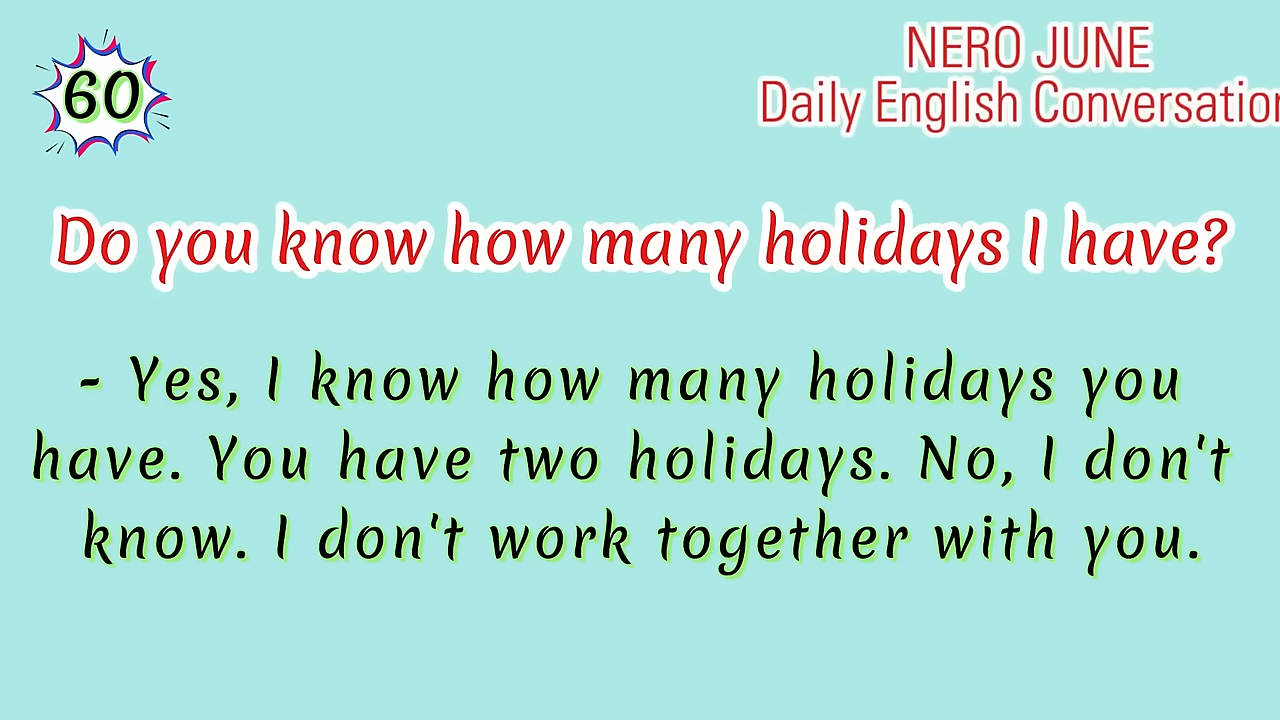 60
NERO JUNE
Daily English Conversation
Do you know how many holidays I have?
- Yes, I know how many holidays you
have. You have two holidays. No, I don't
know. I don't work together with you.